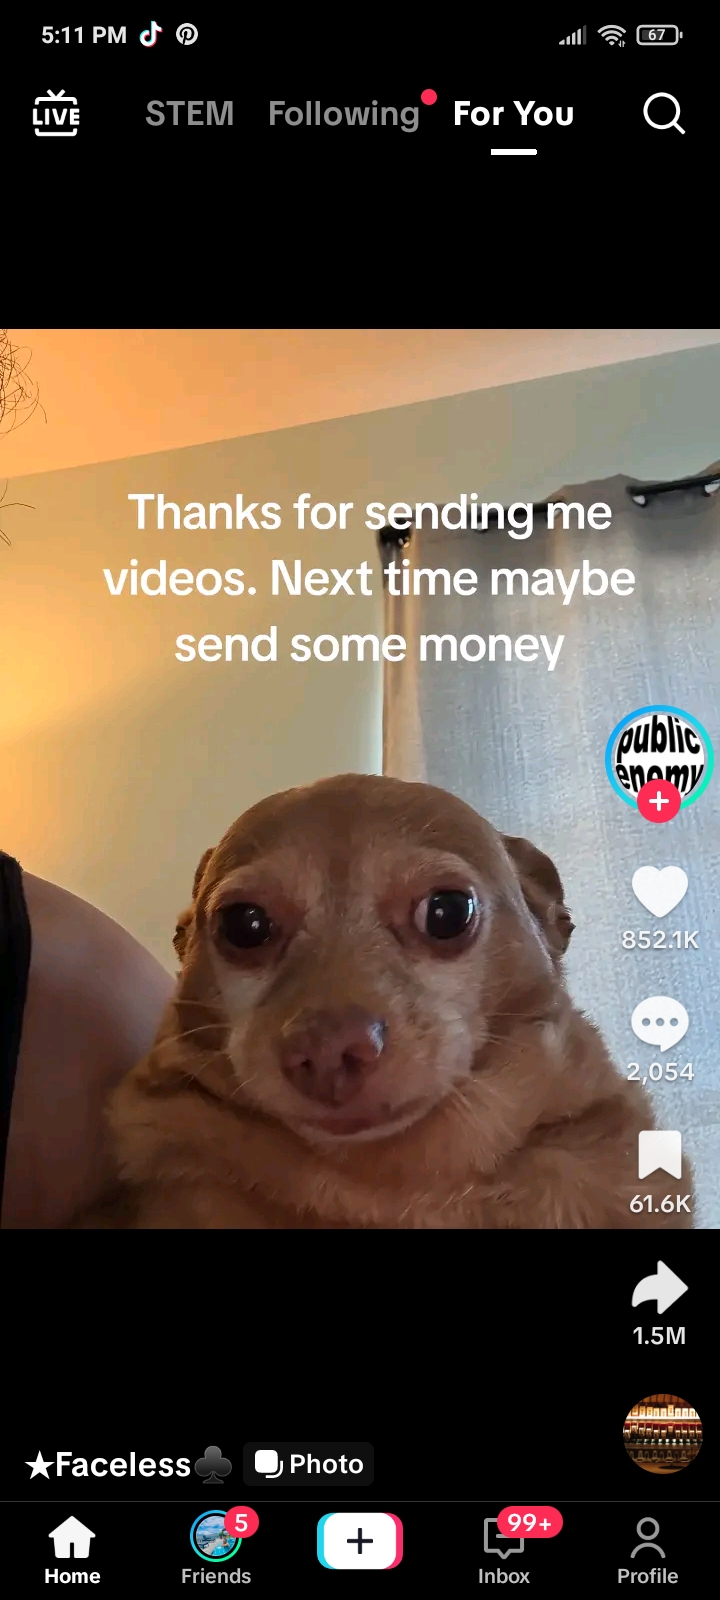 5:11 PM
67
LIVE
STEM
Following
For You
Thanks for sending me
videos. Next time maybe
send some money
public
enemy
852.1K
2,054
61.6K
1.5M
★Faceless♣️
Photo
5
99+
Home
Friends
Inbox
Profile